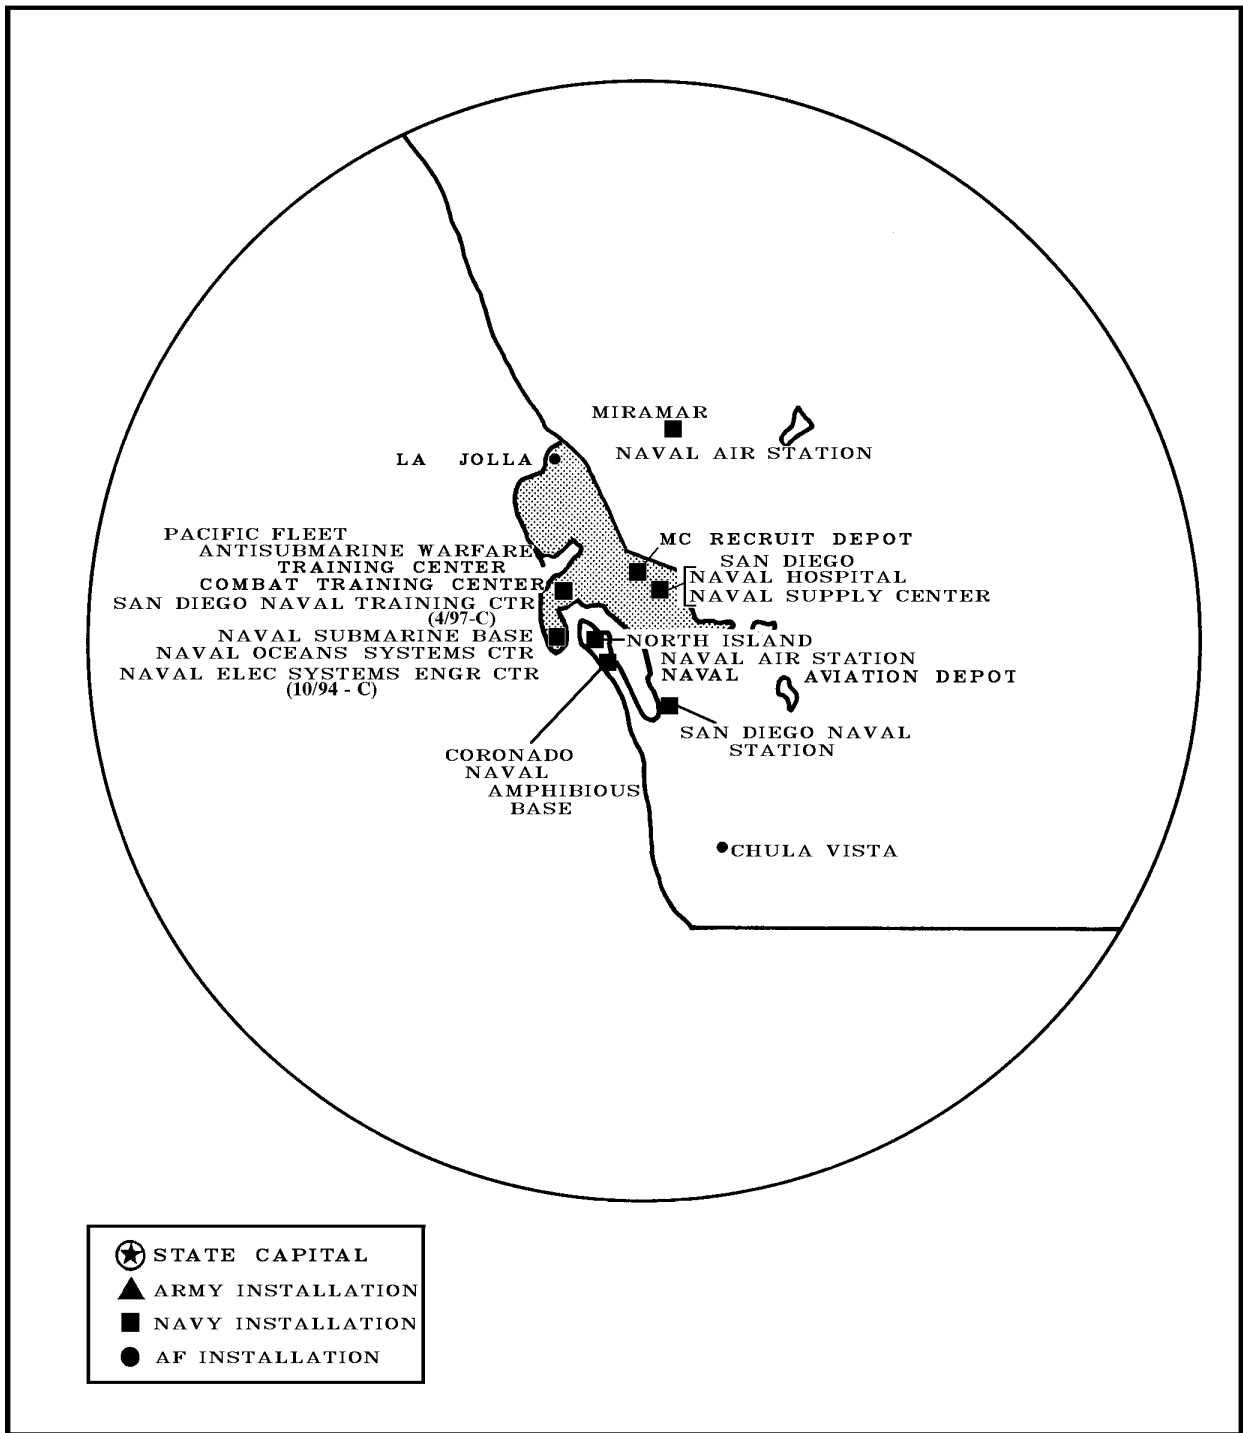 MIRAMAR
NAVAL AIR STATION
LA JOLLA
PACIFIC FLEET
ANTISUBMARINE WARFARE
TRAINING CENTER
COMBAT TRAINING CENTER
SAN DIEGO NAVAL TRAINING CTR
(4/97-C)
NAVAL SUBMARINE BASE
NAVAL OCEANS SYSTEMS CTR
NAVAL ELEC SYSTEMS ENGR CTR
(10/94 - C)
MC RECRUIT DEPOT
SAN DIEGO
NAVAL HOSPITAL
NAVAL SUPPLY CENTER
NORTH ISLAND
NAVAL AIR STATION
NAVAL AVIATION DEPOT
SAN DIEGO NAVAL
STATION
CORONADO
NAVAL
AMPHIBIOUS
BASE
CHULA VISTA
STATE CAPITAL
ARMY INSTALLATION
NAVY INSTALLATION
AF INSTALLATION